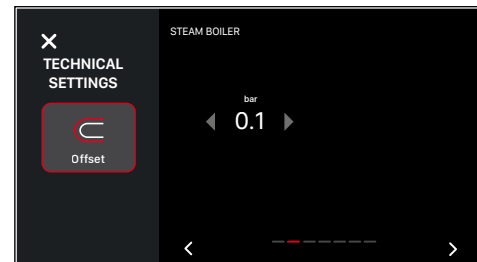 TECHNICAL
SETTINGS
Offset
STEAM BOILER
bar
0.1